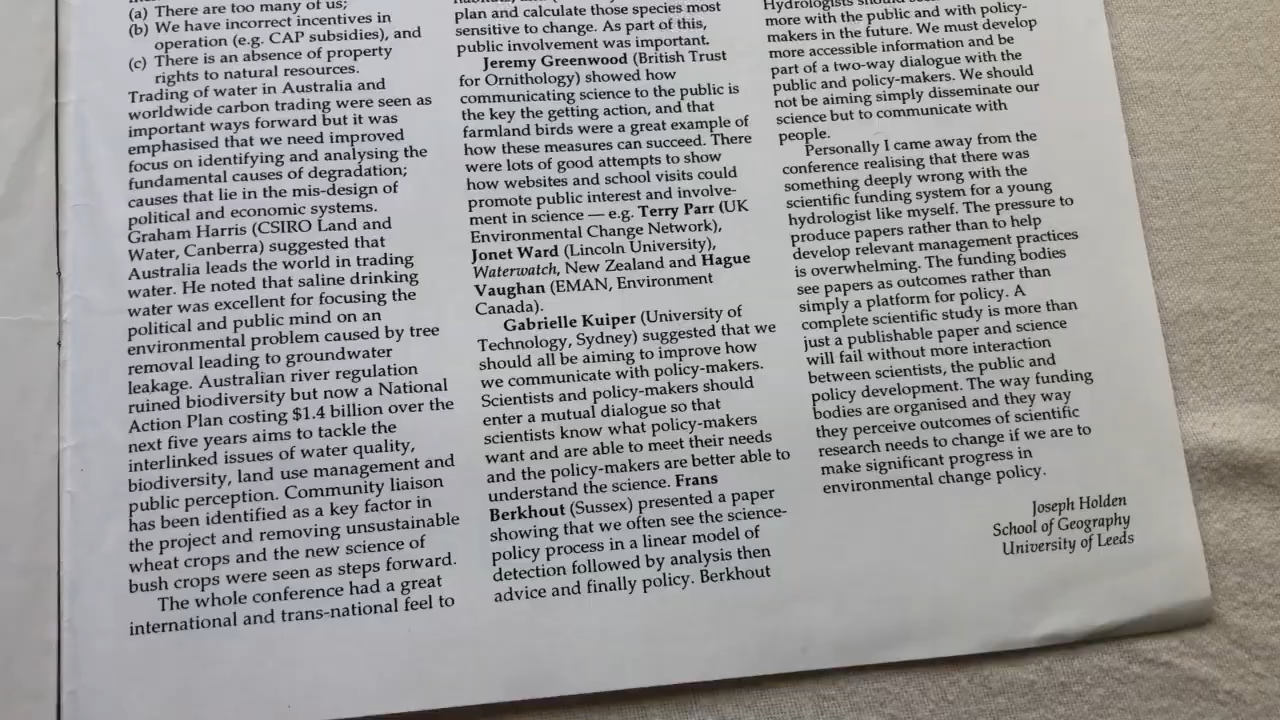 (a) There are too many of us;
(b) We have incorrect incentives in
operation (e.g. CAP subsidies), and
(c) There is an absence of property
rights to natural resources.
Trading of water in Australia and
worldwide carbon trading were seen as
important ways forward but it was
emphasised that we need improved
focus on identifying and analysing the
fundamental causes of degradation;
causes that lie in the mis-design of
political and economic systems.
Graham Harris (CSIRO Land and
Water, Canberra) suggested that
Australia leads the world in trading
water. He noted that saline drinking
water was excellent for focusing the
political and public mind on an
environmental problem caused by tree
removal leading to groundwater
leakage. Australian river regulation
ruined biodiversity but now a National
Action Plan costing $1.4 billion over the
next five years aims to tackle the
interlinked issues of water quality,
biodiversity, land use management and
public perception. Community liaison
has been identified as a key factor in
the project and removing unsustainable
wheat crops and the new science of
bush crops were seen as steps forward.
The whole conference had a great
international and trans-national feel to
plan and calculate those species most
sensitive to change. As part of this,
public involvement was important.
Jeremy Greenwood (British Trust
for Ornithology) showed how
communicating science to the public is
the key the getting action, and that
farmland birds were a great example of
how these measures can succeed. There
were lots of good attempts to show
how websites and school visits could
promote public interest and involve-
ment in science — e.g. Terry Parr (UK
Environmental Change Network),
Jonet Ward (Lincoln University),
Waterwatch, New Zealand and Hague
Vaughan (EMAN, Environment
Canada).
Gabrielle Kuiper (University of
Technology, Sydney) suggested that we
should all be aiming to improve how
we communicate with policy-makers.
Scientists and policy-makers should
enter a mutual dialogue so that
scientists know what policy-makers
want and are able to meet their needs
and the policy-makers are better able to
understand the science. Frans
Berkhout (Sussex) presented a paper
showing that we often see the science-
policy process in a linear model of
detection followed by analysis then
advice and finally policy. Berkhout
Hydrologists should
more with the public and with policy-
makers in the future. We must develop
more accessible information and be
part of a two-way dialogue with the
public and policy-makers. We should
not be aiming simply disseminate our
science but to communicate with
people.
Personally I came away from the
conference realising that there was
something deeply wrong with the
scientific funding system for a young
hydrologist like myself. The pressure to
produce papers rather than to help
develop relevant management practices
is overwhelming. The funding bodies
see papers as outcomes rather than
simply a platform for policy. A
complete scientific study is more than
just a publishable paper and science
will fail without more interaction
between scientists, the public and
policy development. The way funding
bodies are organised and they way
they perceive outcomes of scientific
research needs to change if we are to
make significant progress in
environmental change policy.
Joseph Holden
School of Geography
University of Leeds